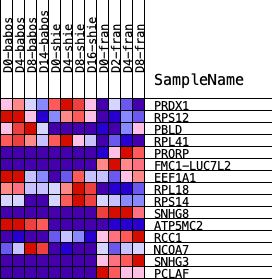 D0-babos
D4-babos
D8-babos
D14-babos
D0-shie
D4-shie
D8-shie
D16-shie
D0-fran
D2-fran
D4-fran
D8-fran
SampleName
PRDX1
RPS12
PBLD
RPL41
PRORP
FMC1-LUC7L2
EEF1A1
RPL18
RPS14
SNHG8
ATP5MC2
RCC1
NCOA7
SNHG3
PCLAF